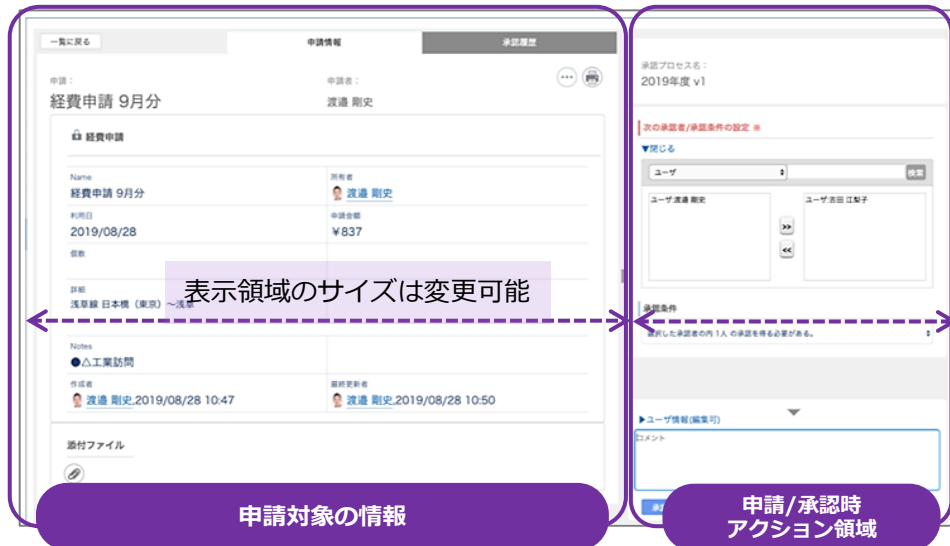 一覧に戻る
申請情報
承認履歴
申請：
申請者：
経費申請 9月分
渡邉 剛史
経費申請
Name
経費申請 9月分
所有者
渡邉 剛史
利用日
2019/08/28
申請金額
¥837
個数
詳細
浅草線 日本橋（東京）～浅草
表示領域のサイズは変更可能
Notes
●△工業訪問
作成者
渡邉 剛史,2019/08/28 10:47
最終更新者
渡邉 剛史,2019/08/28 10:50
添付ファイル
申請対象の情報
承認プロセス名：
2019年度 v1
次の承認者/承認条件の設定 ※
▼閉じる
ユーザ
検索
ユーザ:渡邉 剛史
ユーザ:吉田 江梨子
>>
<<
承認条件
選択した承認者の内 1人 の承認を得る必要がある。
▶ユーザ情報(編集可)
コメント
申請/承認時
アクション領域